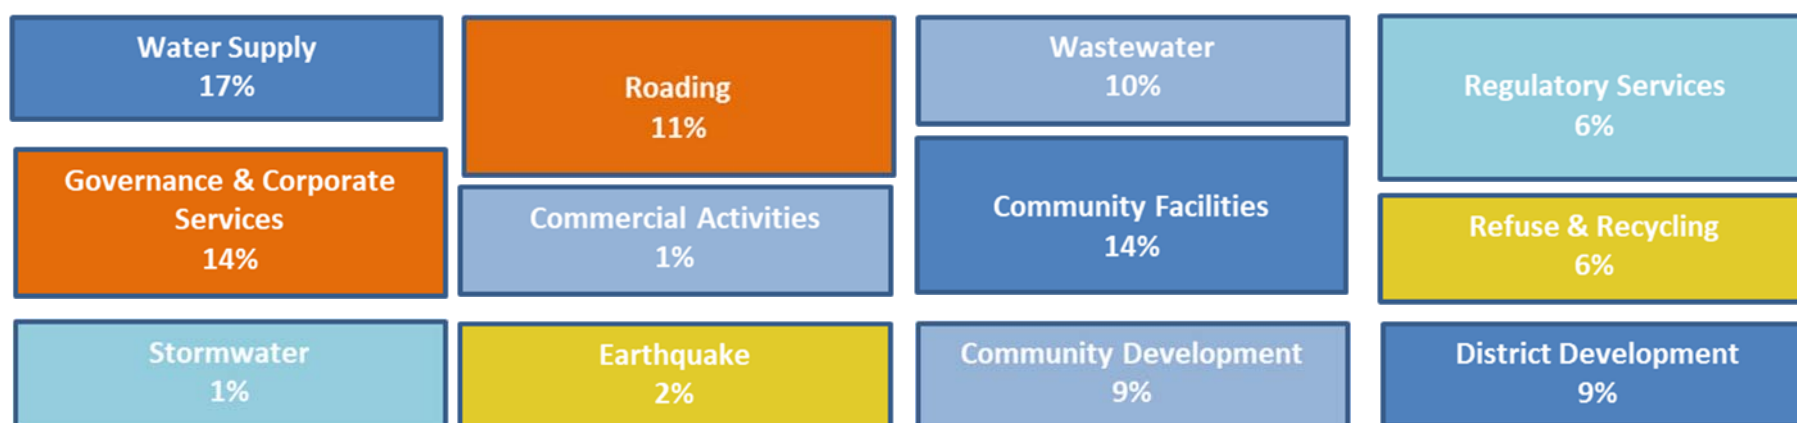 Water Supply
17%
Roading
11%
Wastewater
10%
Regulatory Services
6%
Governance & Corporate
Services
14%
Commercial Activities
1%
Community Facilities
14%
Refuse & Recycling
6%
Stormwater
1%
Earthquake
2%
Community Development
9%
District Development
9%